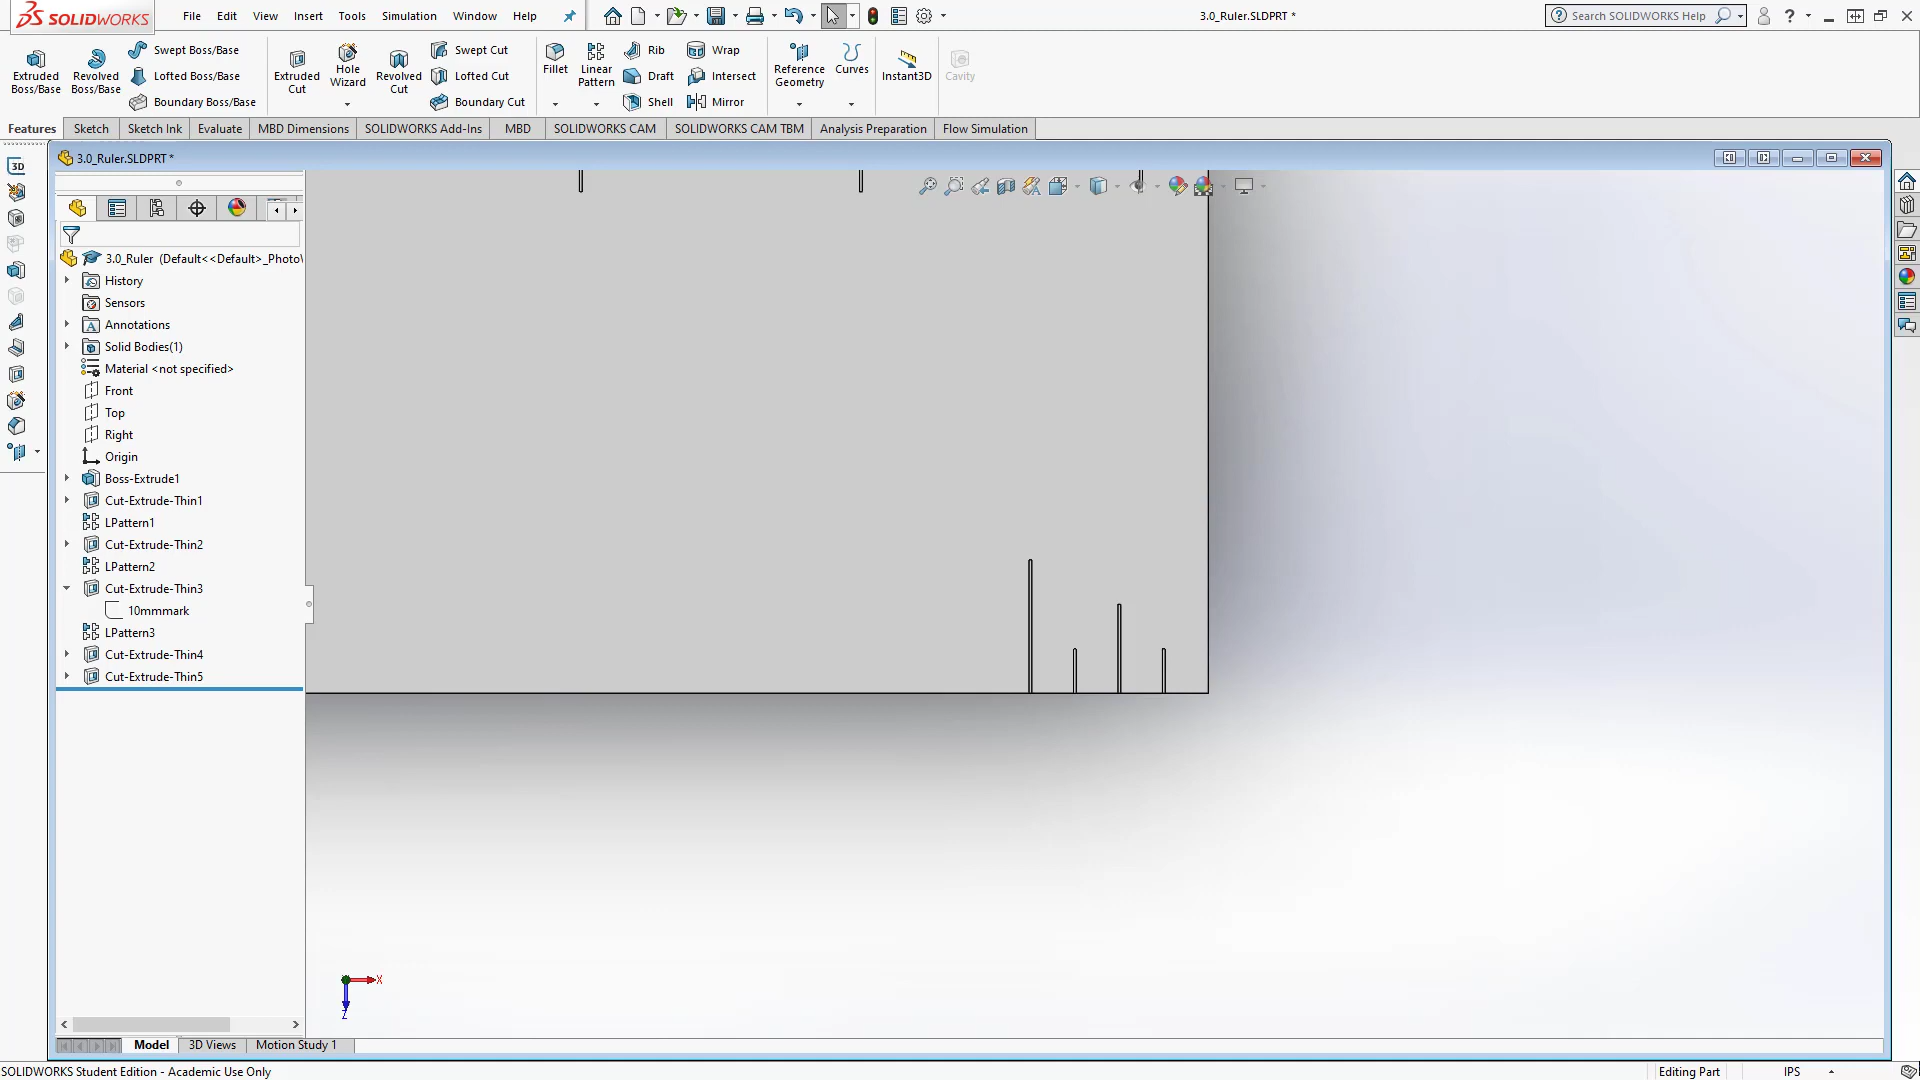 SOLIDWORKS File Edit View Insert Tools Simulation Window Help 3.0_Ruler.SLDPRT * Search SOLIDWORKS Help ?
Extruded Boss/Base
Revolved Boss/Base
Swept Boss/Base
Lofted Boss/Base
Boundary Boss/Base
Extruded Cut
Hole Wizard
Revolved Cut
Swept Cut
Lofted Cut
Boundary Cut
Fillet
Linear Pattern
Rib
Draft
Shell
Wrap
Intersect
Mirror
Reference Geometry
Curves
Instant3D
Cavity
Features Sketch Sketch Ink Evaluate MBD Dimensions SOLIDWORKS Add-Ins MBD SOLIDWORKS CAM SOLIDWORKS CAM TBM Analysis Preparation Flow Simulation
3D
3.0_Ruler.SLDPRT *
3.0_Ruler (Default<<Default>_Photo
History
Sensors
Annotations
Solid Bodies(1)
Material <not specified>
Front
Top
Right
Origin
Boss-Extrude1
Cut-Extrude-Thin1
LPattern1
Cut-Extrude-Thin2
LPattern2
Cut-Extrude-Thin3
10mmmark
LPattern3
Cut-Extrude-Thin4
Cut-Extrude-Thin5
X
Z
Model 3D Views Motion Study 1
SOLIDWORKS Student Edition - Academic Use Only Editing Part IPS